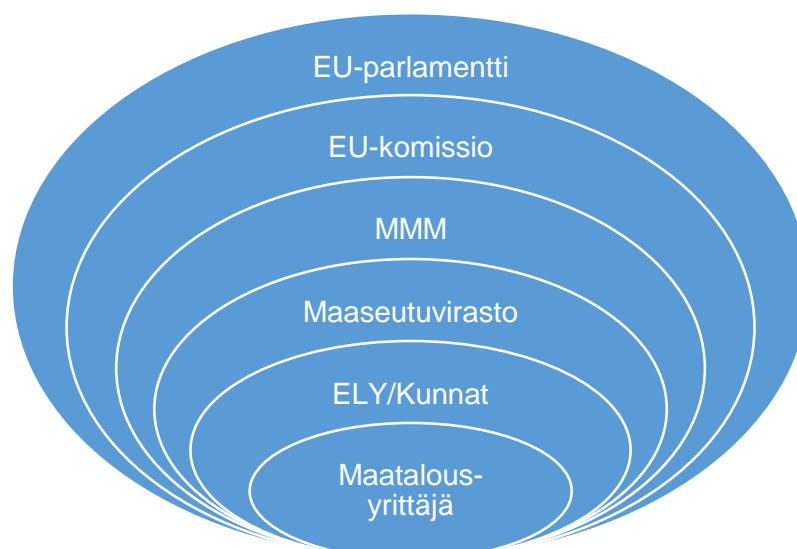 EU-parlamentti
EU-komissio
MMM
Maaseutuvirasto
ELY/Kunnat
Maatalous-
yrittäjä